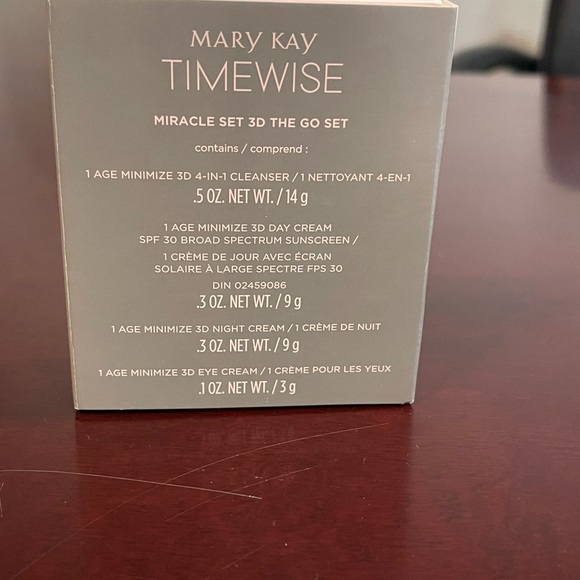 MARY KAY
TIMEWISE
MIRACLE SET 3D THE GO SET
contains / comprend :
1 AGE MINIMIZE 3D 4-IN-1 CLEANSER / 1 NETTOYANT 4-EN-1
.5 OZ. NET WT. / 14 g
1 AGE MINIMIZE 3D DAY CREAM
SPF 30 BROAD SPECTRUM SUNSCREEN /
1 CRÈME DE JOUR AVEC ÉCRAN
SOLAIRE À LARGE SPECTRE FPS 30
DIN 02459086
.3 OZ. NET WT. / 9 g
1 AGE MINIMIZE 3D NIGHT CREAM / 1 CRÈME DE NUIT
.3 OZ. NET WT. / 9 g
1 AGE MINIMIZE 3D EYE CREAM / 1 CRÈME POUR LES YEUX
.1 OZ. NET WT. / 3 g